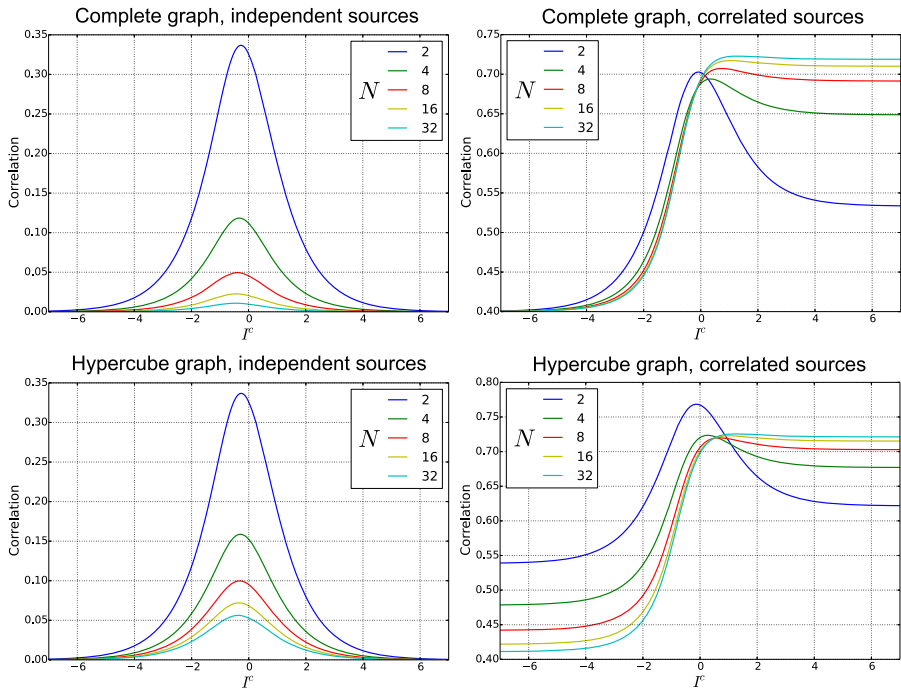 Complete graph, independent sources
0.35
0.30
0.25
0.20
0.15
0.10
0.05
0.00
Correlation
−6 −4 −2 0 2 4 6
I^c
N
2
4
8
16
32
Complete graph, correlated sources
0.75
0.70
0.65
0.60
0.55
0.50
0.45
0.40
Correlation
−6 −4 −2 0 2 4 6
I^c
N
2
4
8
16
32
Hypercube graph, independent sources
0.35
0.30
0.25
0.20
0.15
0.10
0.05
0.00
Correlation
−6 −4 −2 0 2 4 6
I^c
N
2
4
8
16
32
Hypercube graph, correlated sources
0.80
0.75
0.70
0.65
0.60
0.55
0.50
0.45
0.40
Correlation
−6 −4 −2 0 2 4 6
I^c
N
2
4
8
16
32